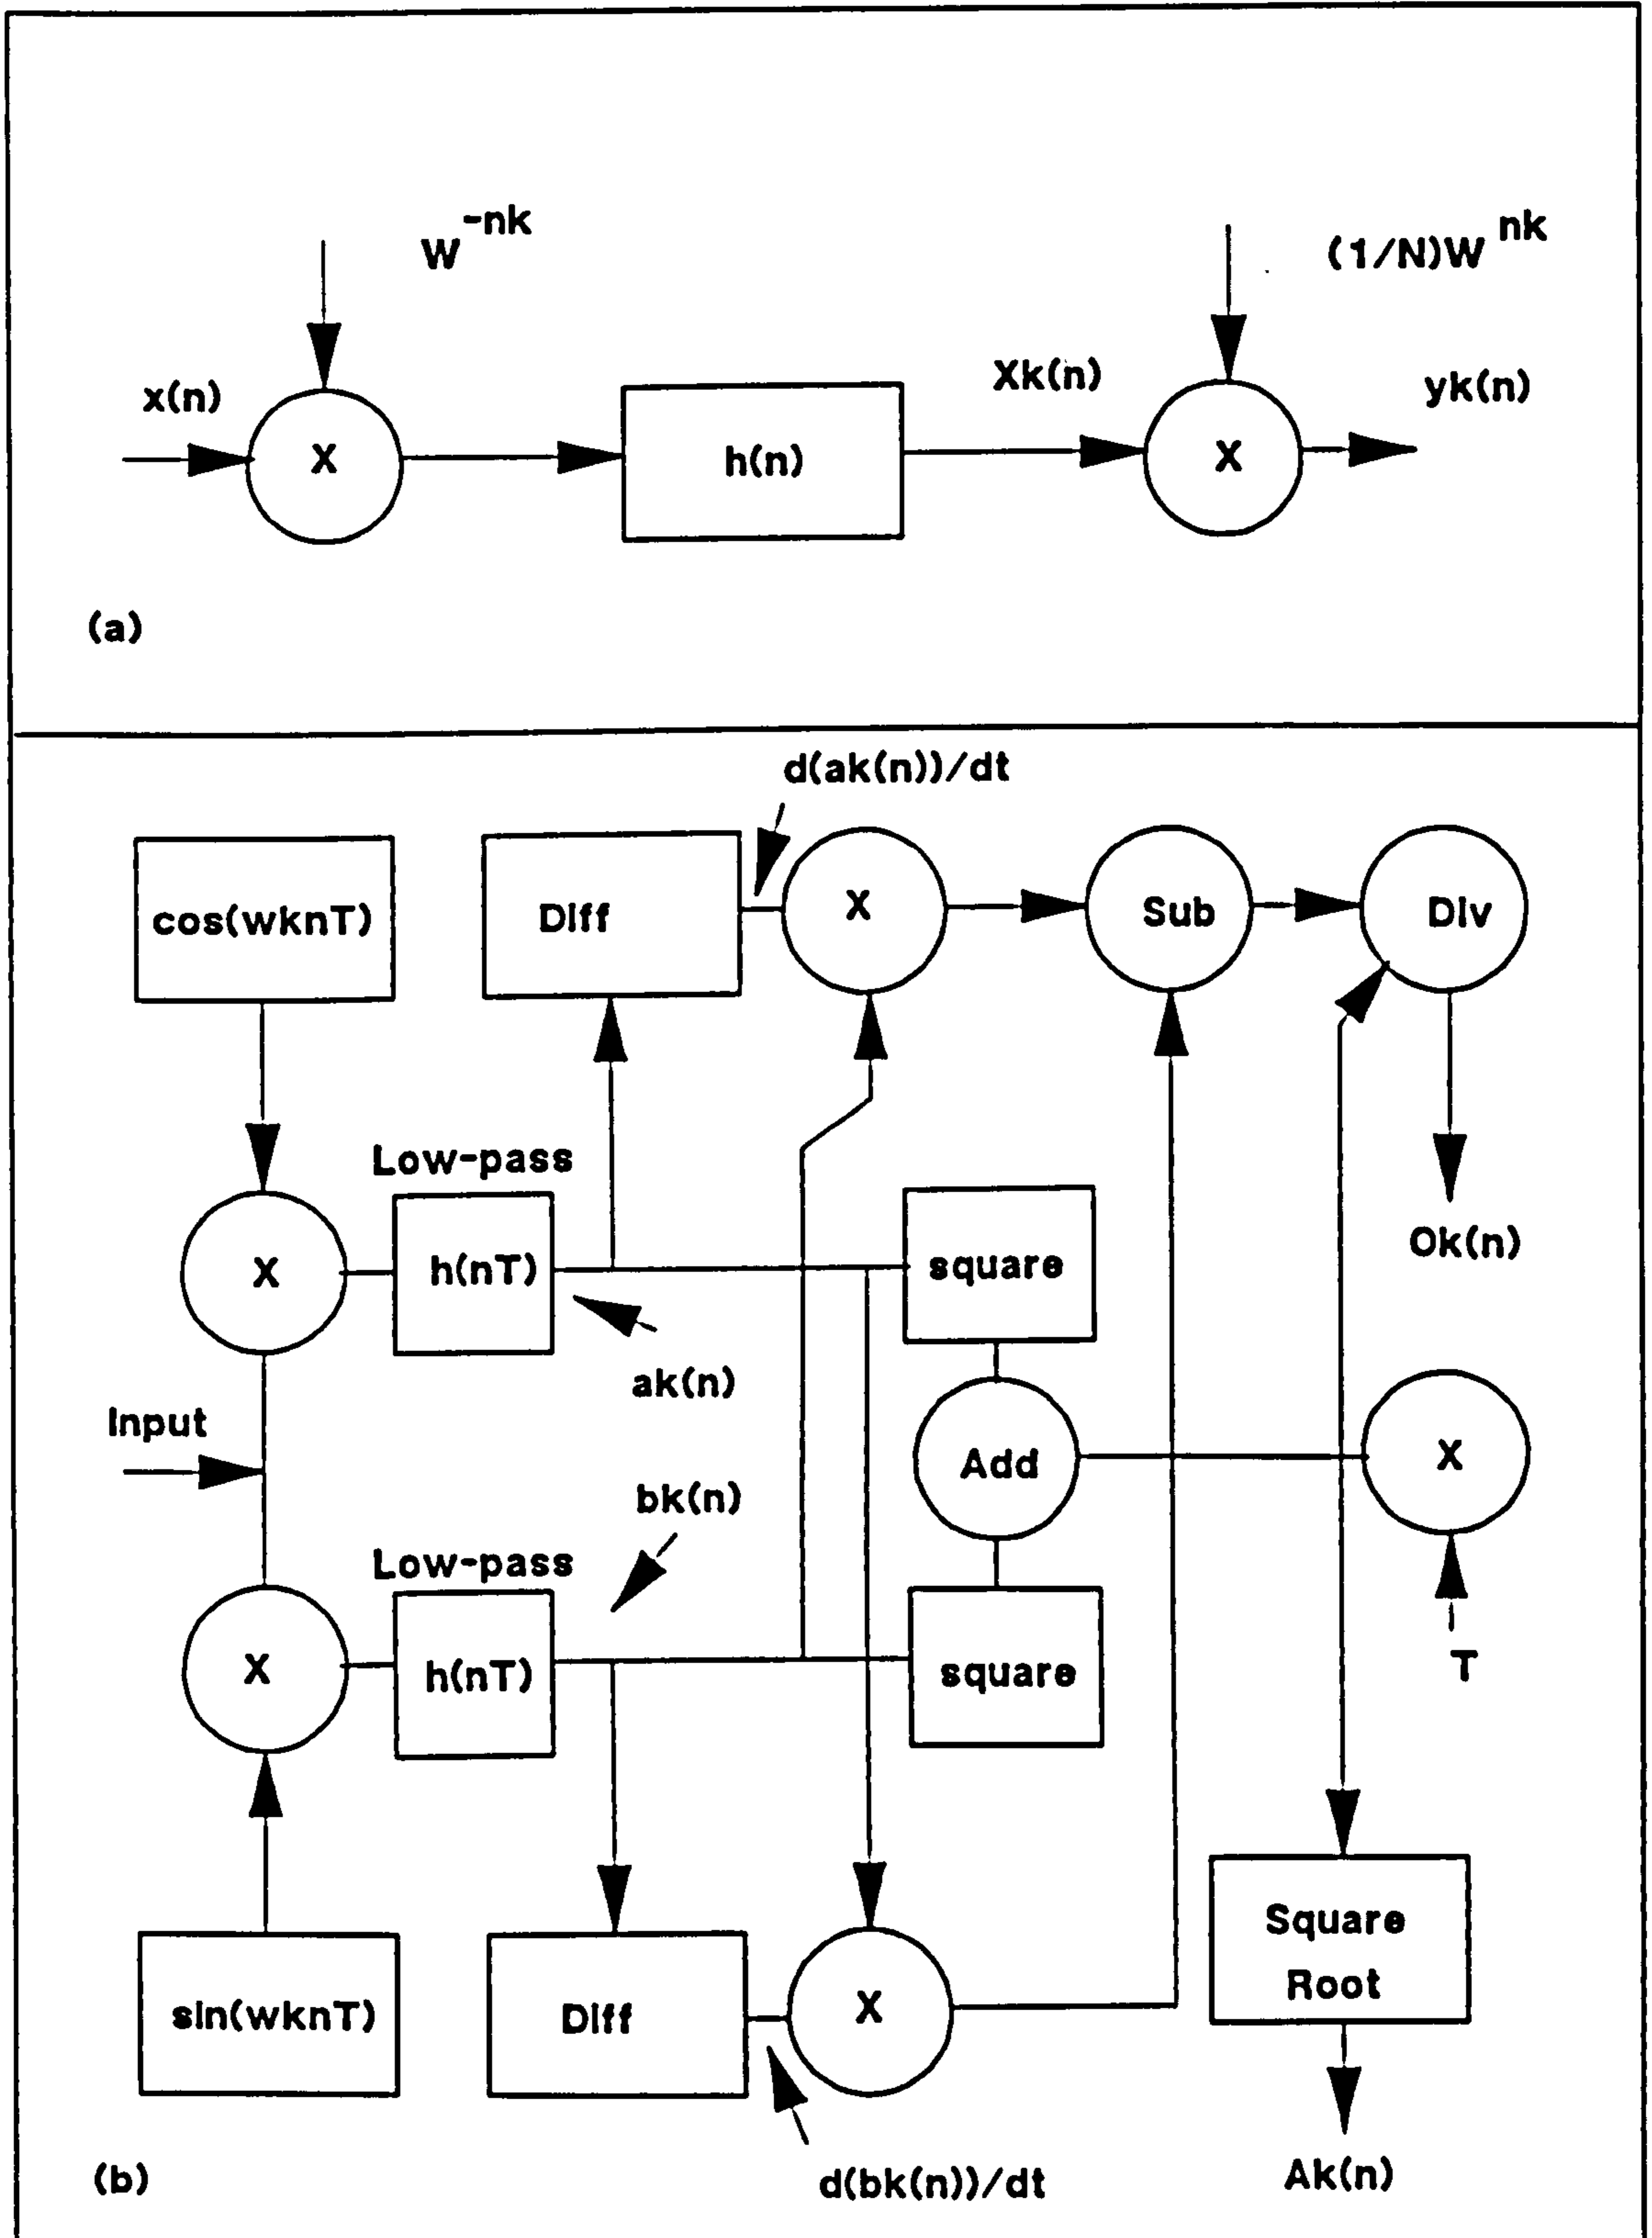 W^-nk
(1/N)W^nk
x(n)
X
h(n)
Xk(n)
X
yk(n)
(a)
d(ak(n))/dt
cos(wknT)
Diff
X
Sub
Div
Low-pass
X
h(nT)
square
Ok(n)
ak(n)
Input
Add
X
bk(n)
Low-pass
X
h(nT)
square
T
Square
Root
sin(wknT)
Diff
X
(b)
d(bk(n))/dt
Ak(n)